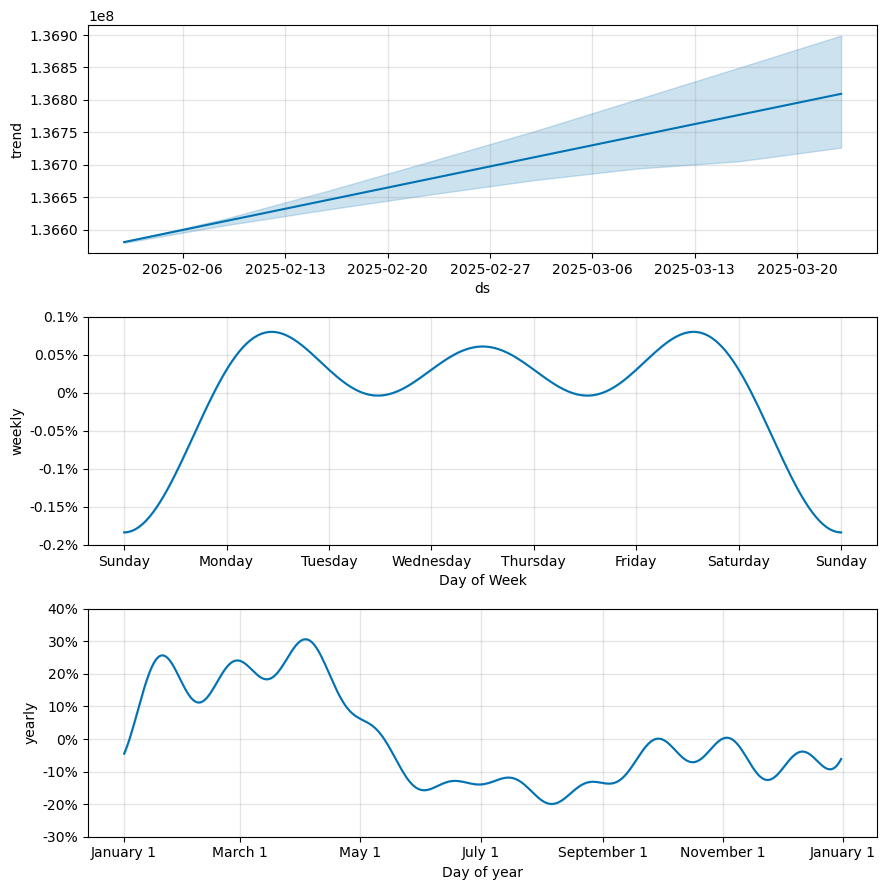 1e8
1.3690
1.3685
1.3680
1.3675
1.3670
1.3665
1.3660
trend
2025-02-06 2025-02-13 2025-02-20 2025-02-27 2025-03-06 2025-03-13 2025-03-20
ds
0.1%
0.05%
0%
-0.05%
-0.1%
-0.15%
-0.2%
weekly
Sunday Monday Tuesday Wednesday Thursday Friday Saturday Sunday
Day of Week
40%
30%
20%
10%
0%
-10%
-20%
-30%
yearly
January 1 March 1 May 1 July 1 September 1 November 1 January 1
Day of year